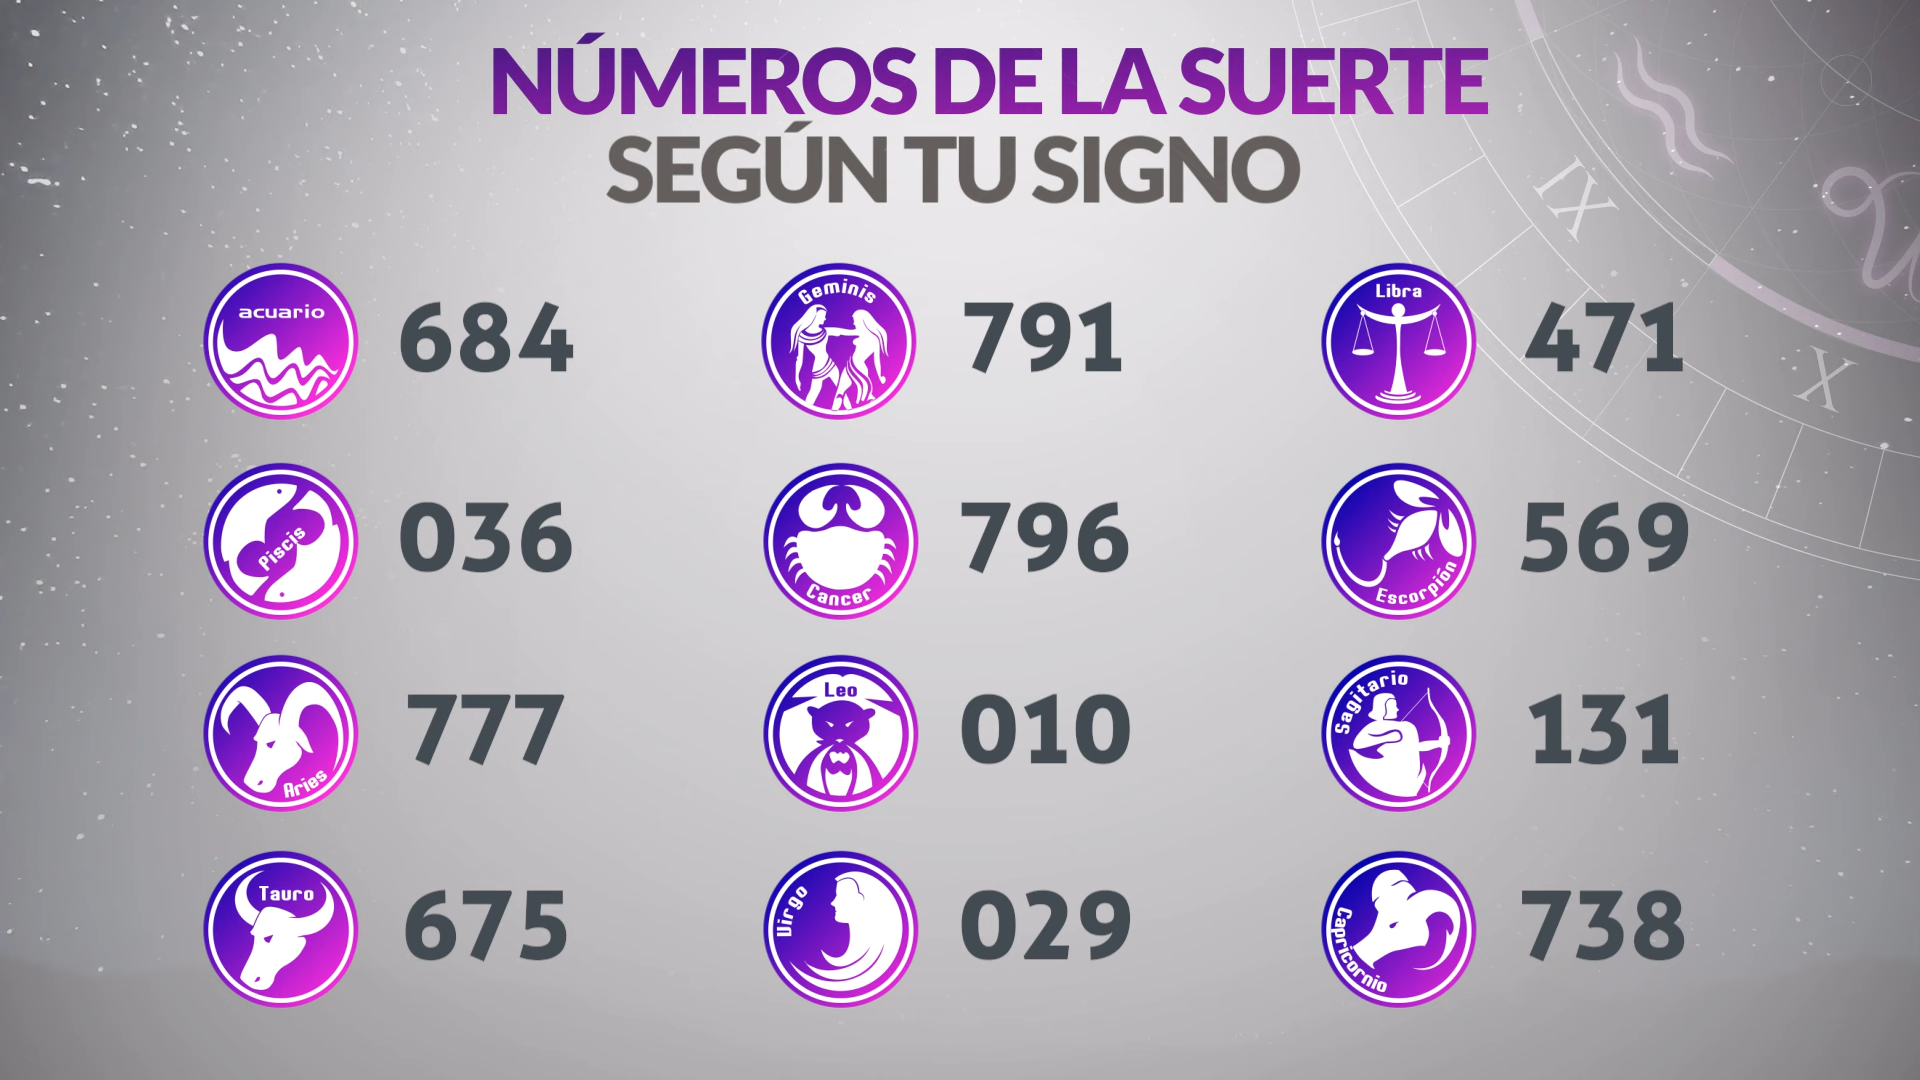 NÚMEROS DE LA SUERTE
SEGÚN TU SIGNO
acuario 684
Geminis 791
Libra 471
Piscis 036
Cancer 796
Escorpión 569
Aries 777
Leo 010
Sagitario 131
Tauro 675
Virgo 029
Capricornio 738
IX
X